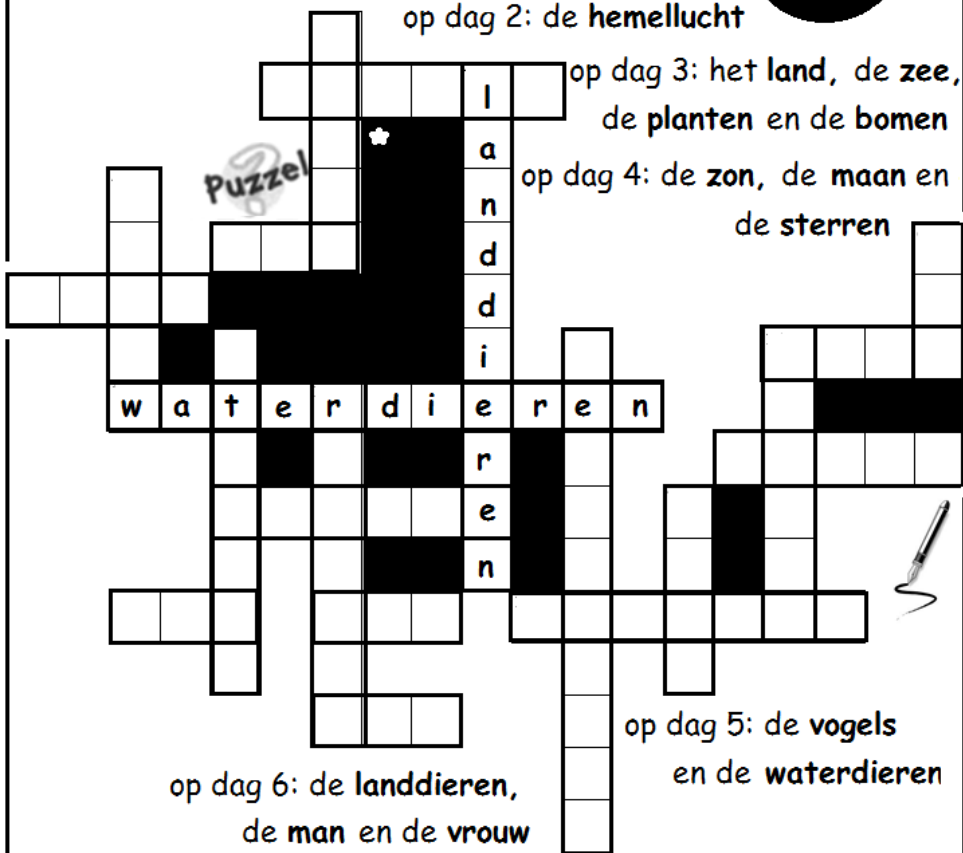 op dag 2: de hemellucht
op dag 3: het land, de zee,
de planten en de bomen
Puzzel
?
op dag 4: de zon, de maan en
de sterren
l
a
n
d
d
i
w a t e r d i e r e n
r
e
n
op dag 5: de vogels
en de waterdieren
op dag 6: de landdieren,
de man en de vrouw